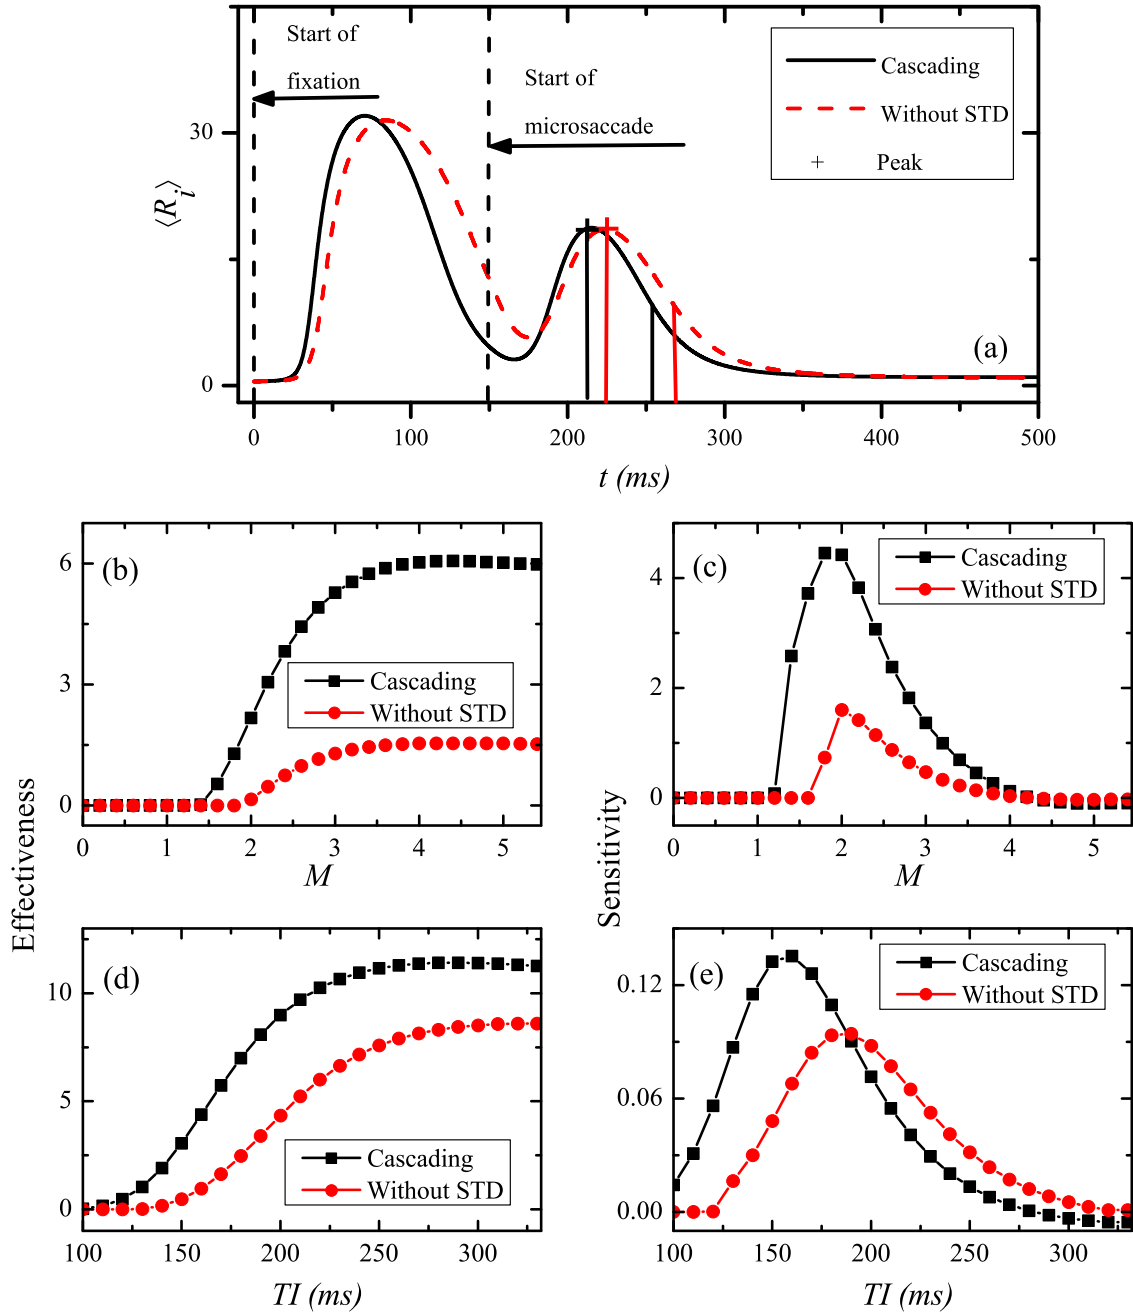 Start of
fixation
Start of
microsaccade
Cascading
Without STD
+ Peak
30
0
⟨R_i⟩
(a)
0 100 200 300 400 500
t (ms)
(b)
6
3
0
Cascading
Without STD
0 1 2 3 4 5
M
(c)
4
2
0
Cascading
Without STD
0 1 2 3 4 5
M
Effectiveness
Sensitivity
(d)
10
5
0
Cascading
Without STD
100 150 200 250 300
TI (ms)
(e)
0.12
0.06
0.00
Cascading
Without STD
100 150 200 250 300
TI (ms)